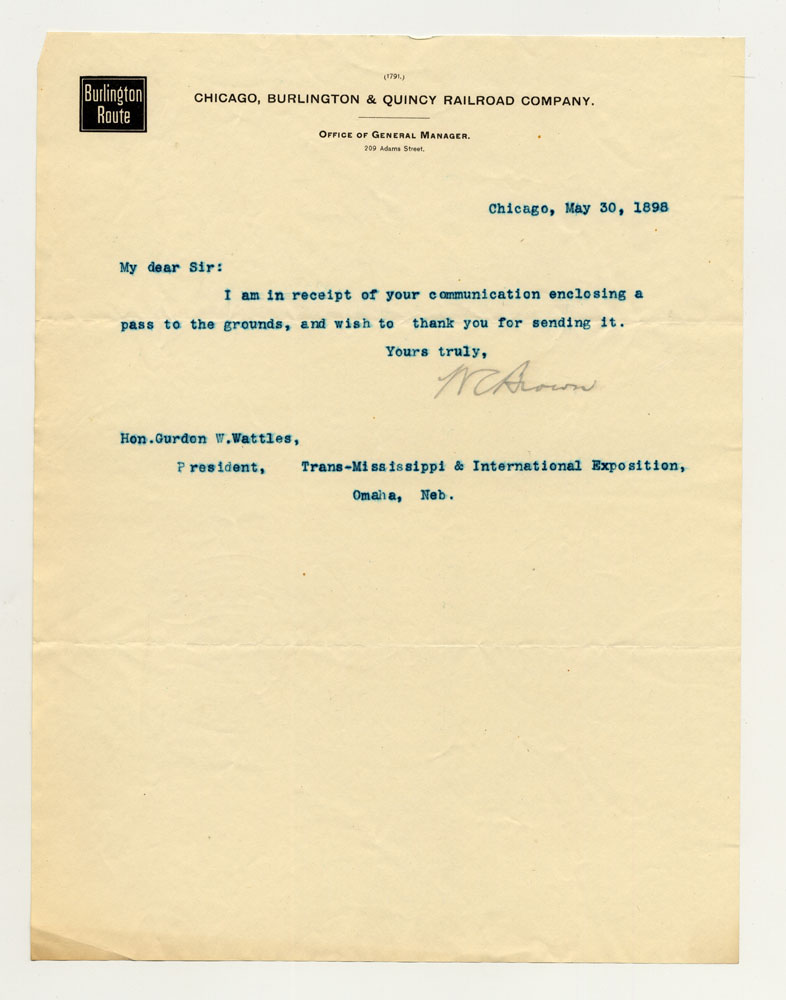 Burlington
Route
(1791.)
CHICAGO, BURLINGTON & QUINCY RAILROAD COMPANY.
OFFICE OF GENERAL MANAGER.
209 Adams Street.
Chicago, May 30, 1898
My dear Sir:
I am in receipt of your communication enclosing a
pass to the grounds, and wish to thank you for sending it.
Yours truly,
W C Brown
Hon.Gurdon W.Wattles,
President, Trans-Mississippi & International Exposition,
Omaha, Neb.